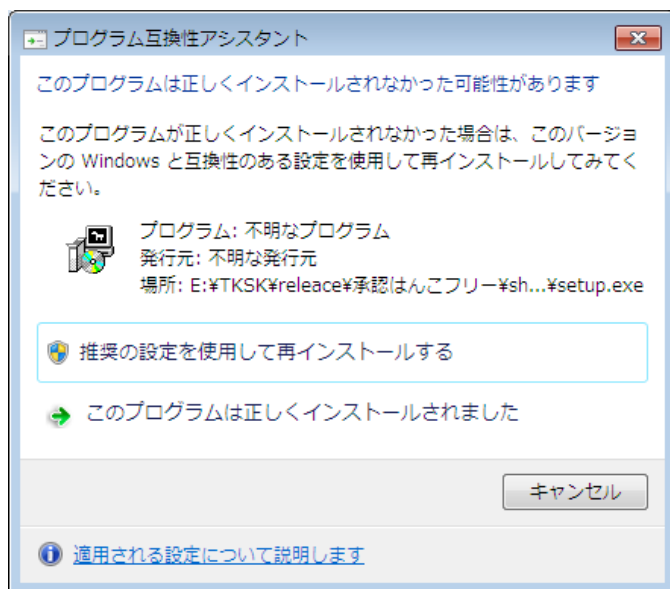 プログラム互換性アシスタント
このプログラムは正しくインストールされなかった可能性があります
このプログラムが正しくインストールされなかった場合は、このバージョ
ンの Windows と互換性のある設定を使用して再インストールしてみてく
ださい。
プログラム: 不明なプログラム
発行元: 不明な発行元
場所: E:¥TKSK¥releace¥承認はんこフリー¥sh...¥setup.exe
推奨の設定を使用して再インストールする
このプログラムは正しくインストールされました
キャンセル
適用される設定について説明します